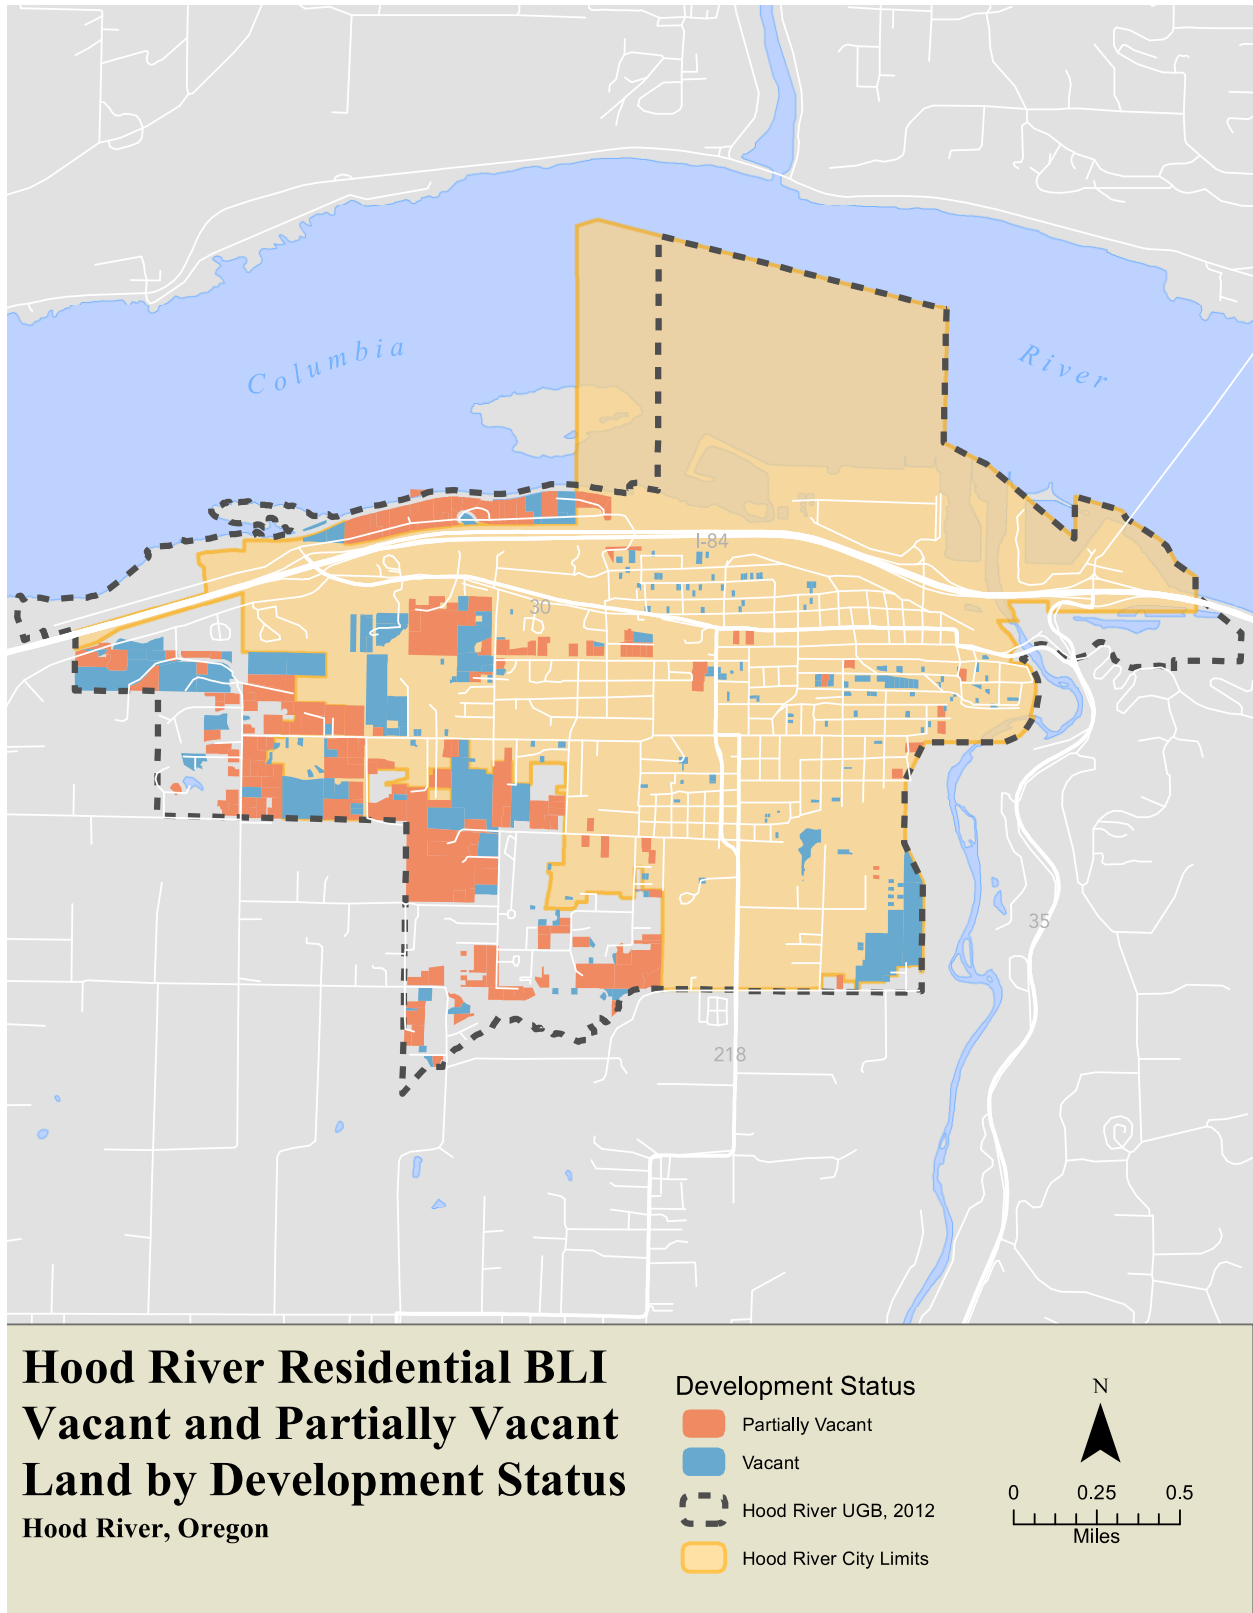 Columbia
River
I-84
30
35
218
Hood River Residential BLI
Vacant and Partially Vacant
Land by Development Status
Hood River, Oregon
Development Status
Partially Vacant
Vacant
Hood River UGB, 2012
Hood River City Limits
N
0 0.25 0.5
Miles